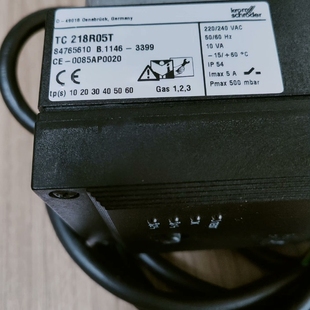 D - 49018 Osnabrück, Germany
kromschröder
TC 218R05T
84765610 B.1146 - 3399
CE - 0085AP0020
tp(s) 10 20 30 40 50 60
Gas 1,2,3
220/240 VAC
50/60 Hz
10 VA
- 15/+ 60 °C
IP 54
Imax 5 A
Pmax 500 mbar